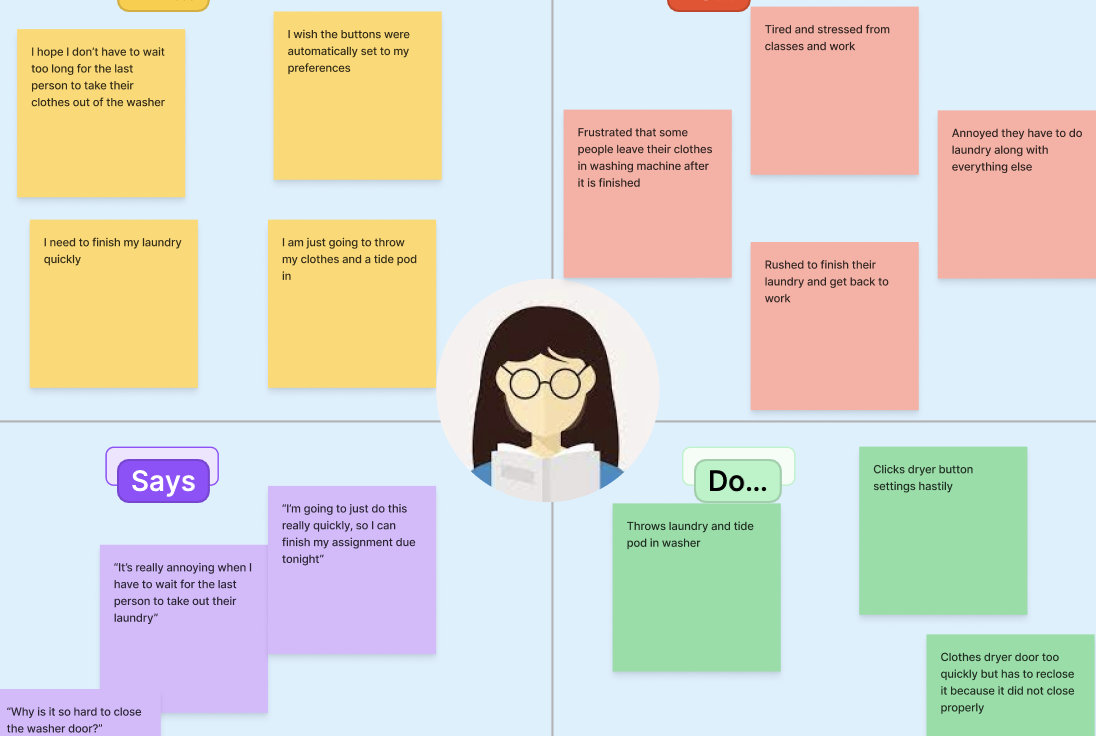 I hope I don't have to wait
too long for the last
person to take their
clothes out of the washer
I wish the buttons were
automatically set to my
preferences
I need to finish my laundry
quickly
I am just going to throw
my clothes and a tide pod
in
Tired and stressed from
classes and work
Frustrated that some
people leave their clothes
in washing machine after
it is finished
Annoyed they have to do
laundry along with
everything else
Rushed to finish their
laundry and get back to
work
Says
"I'm going to just do this
really quickly, so I can
finish my assignment due
tonight"
"It's really annoying when I
have to wait for the last
person to take out their
laundry"
"Why is it so hard to close
the washer door?"
Do...
Clicks dryer button
settings hastily
Throws laundry and tide
pod in washer
Clothes dryer door too
quickly but has to reclose
it because it did not close
properly